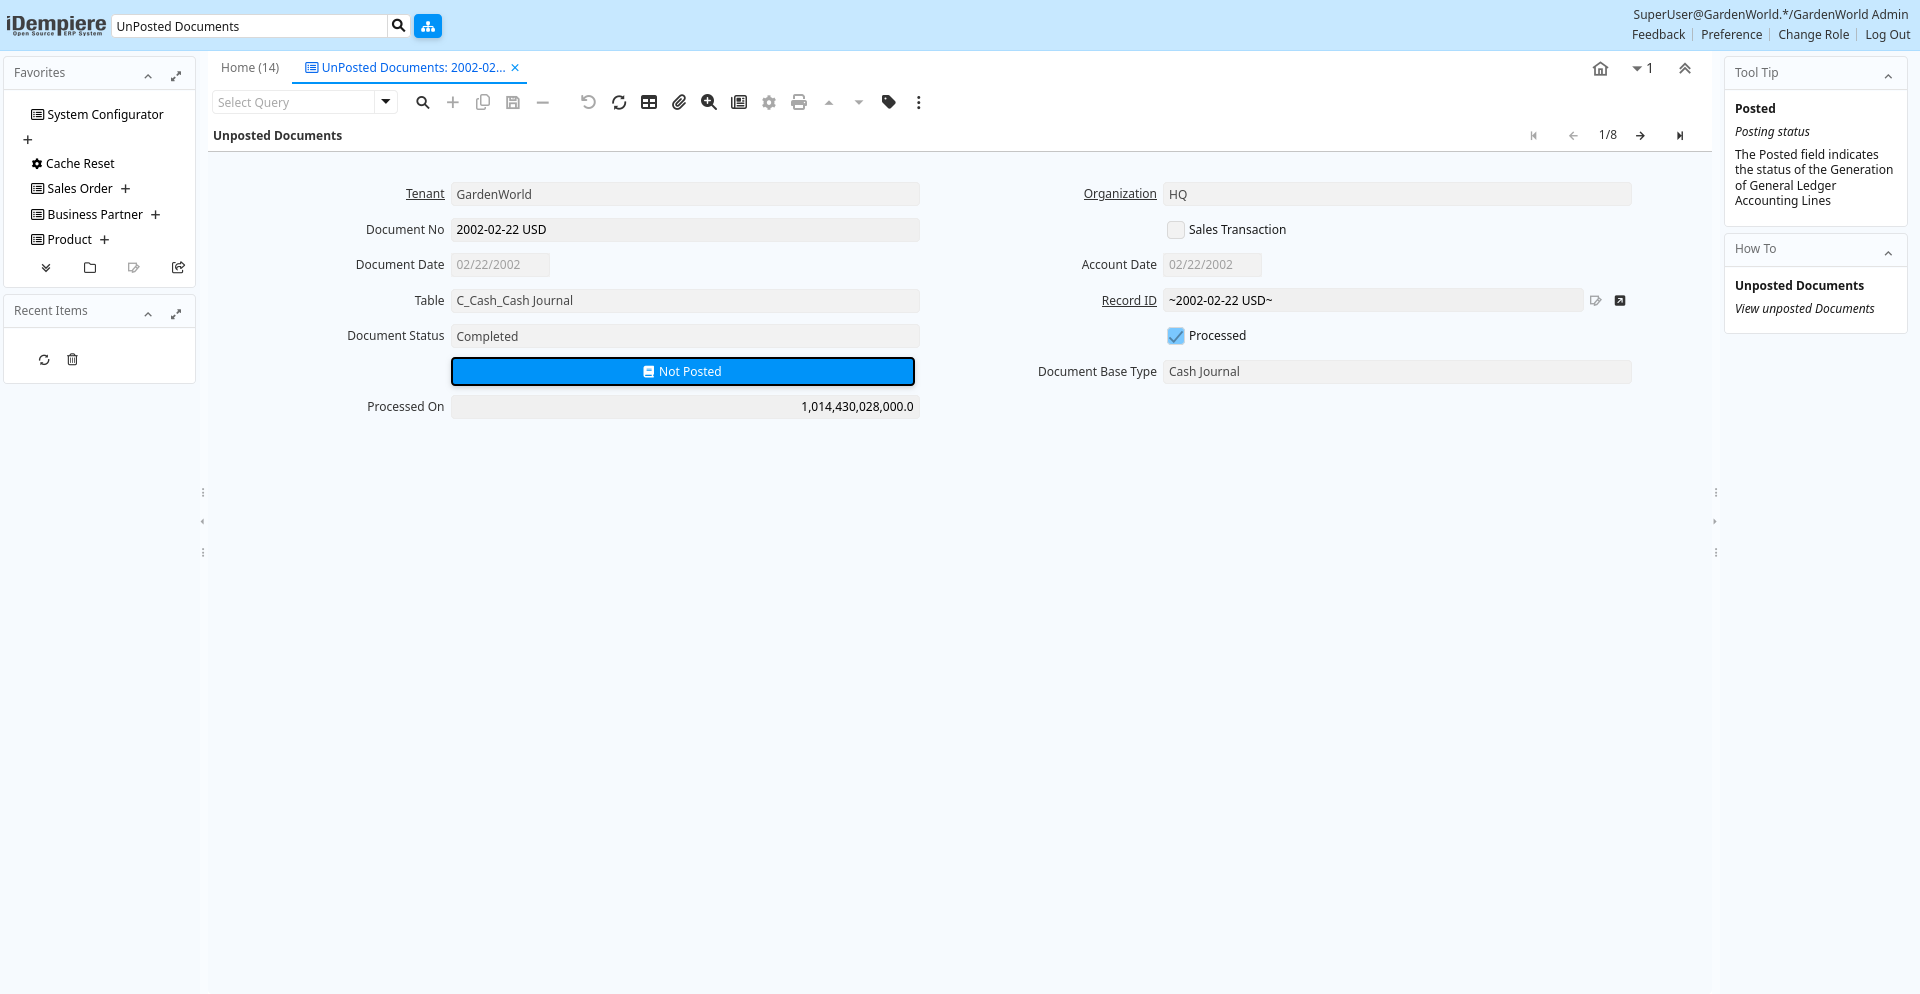 iDempiere
Open Source ERP System
UnPosted Documents
SuperUser@GardenWorld.*/GardenWorld Admin
Feedback
Preference
Change Role
Log Out
Favorites
System Configurator
Cache Reset
Sales Order
Business Partner
Product
Recent Items
Home (14)
UnPosted Documents: 2002-02...
1
Select Query
Unposted Documents
1/8
Tenant
GardenWorld
Organization
HQ
Document No
2002-02-22 USD
Sales Transaction
Document Date
02/22/2002
Account Date
02/22/2002
Table
C_Cash_Cash Journal
Record ID
~2002-02-22 USD~
Document Status
Completed
Processed
Not Posted
Document Base Type
Cash Journal
Processed On
1,014,430,028,000.0
Tool Tip
Posted
Posting status
The Posted field indicates
the status of the Generation
of General Ledger
Accounting Lines
How To
Unposted Documents
View unposted Documents